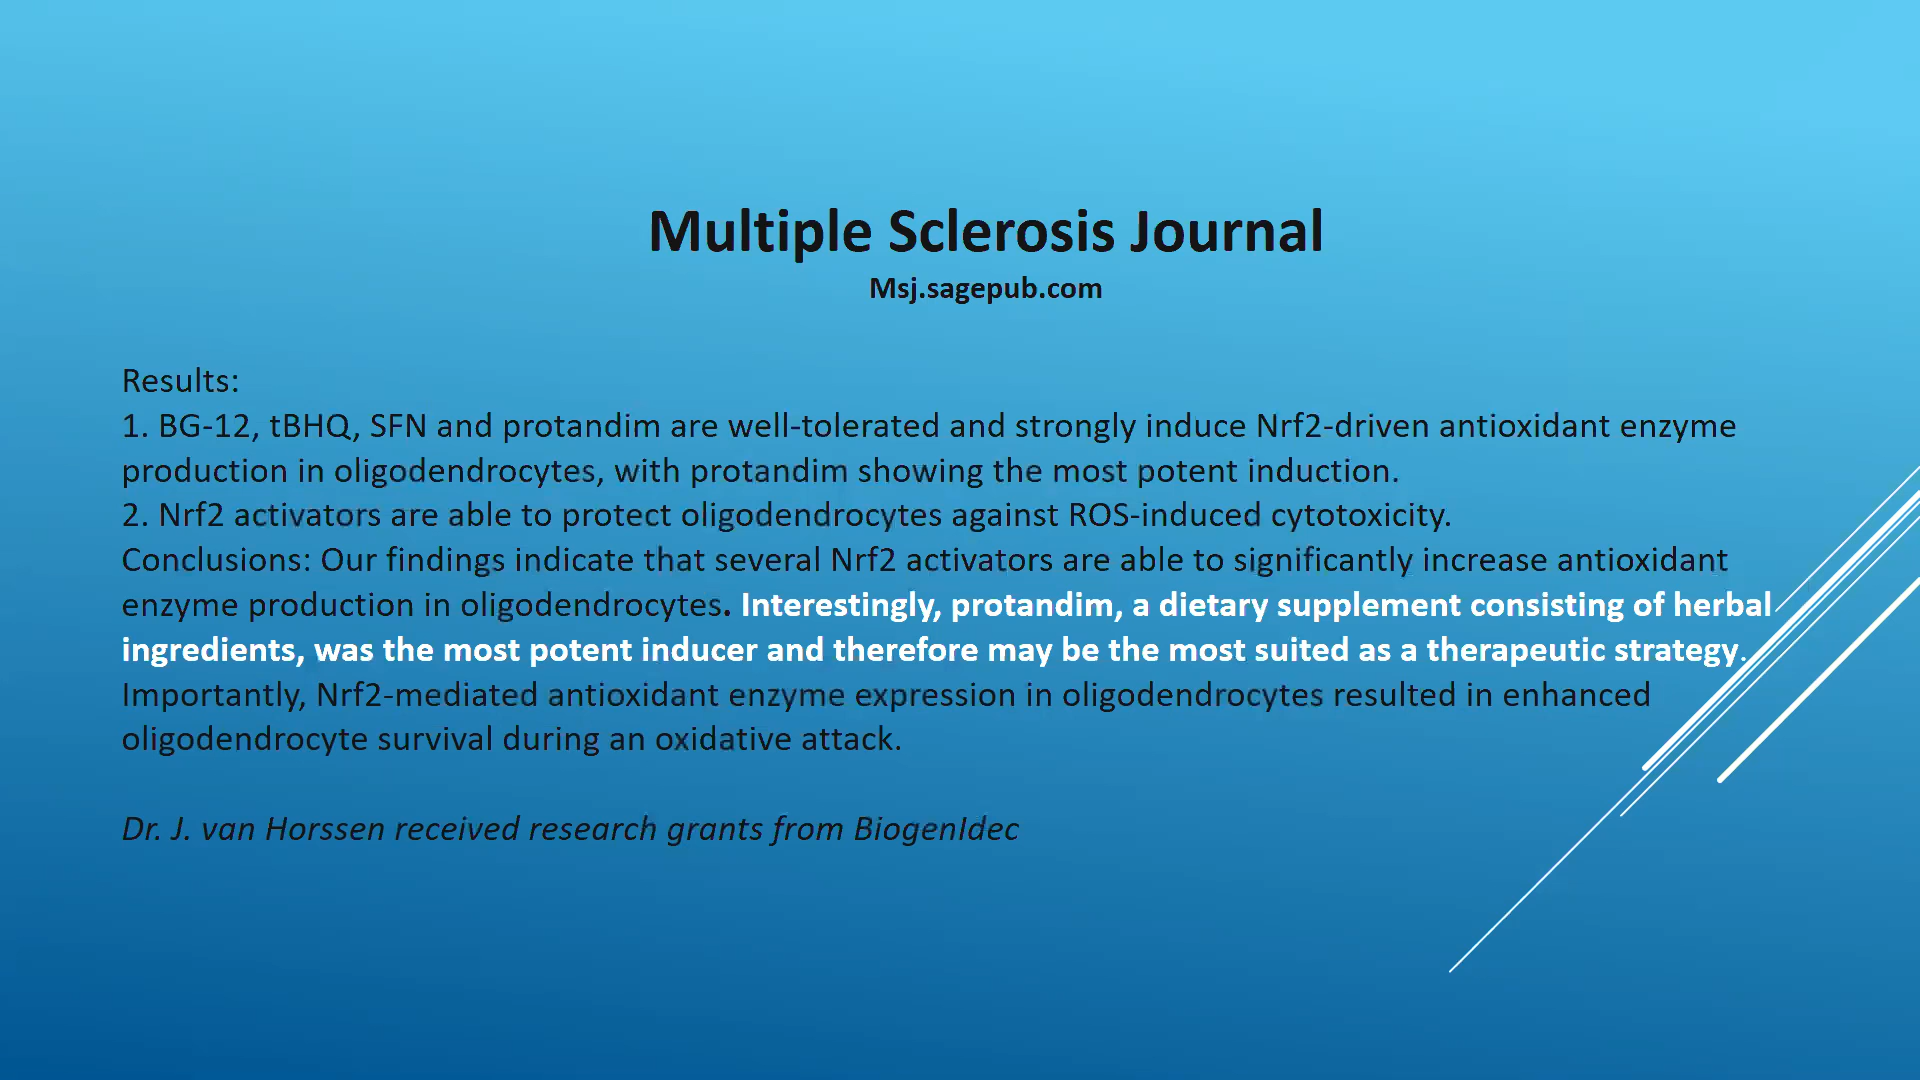 Multiple Sclerosis Journal
Msj.sagepub.com
Results:
1. BG-12, tBHQ, SFN and protandim are well-tolerated and strongly induce Nrf2-driven antioxidant enzyme
production in oligodendrocytes, with protandim showing the most potent induction.
2. Nrf2 activators are able to protect oligodendrocytes against ROS-induced cytotoxicity.
Conclusions: Our findings indicate that several Nrf2 activators are able to significantly increase antioxidant
enzyme production in oligodendrocytes. Interestingly, protandim, a dietary supplement consisting of herbal
ingredients, was the most potent inducer and therefore may be the most suited as a therapeutic strategy.
Importantly, Nrf2-mediated antioxidant enzyme expression in oligodendrocytes resulted in enhanced
oligodendrocyte survival during an oxidative attack.
Dr. J. van Horssen received research grants from BiogenIdec